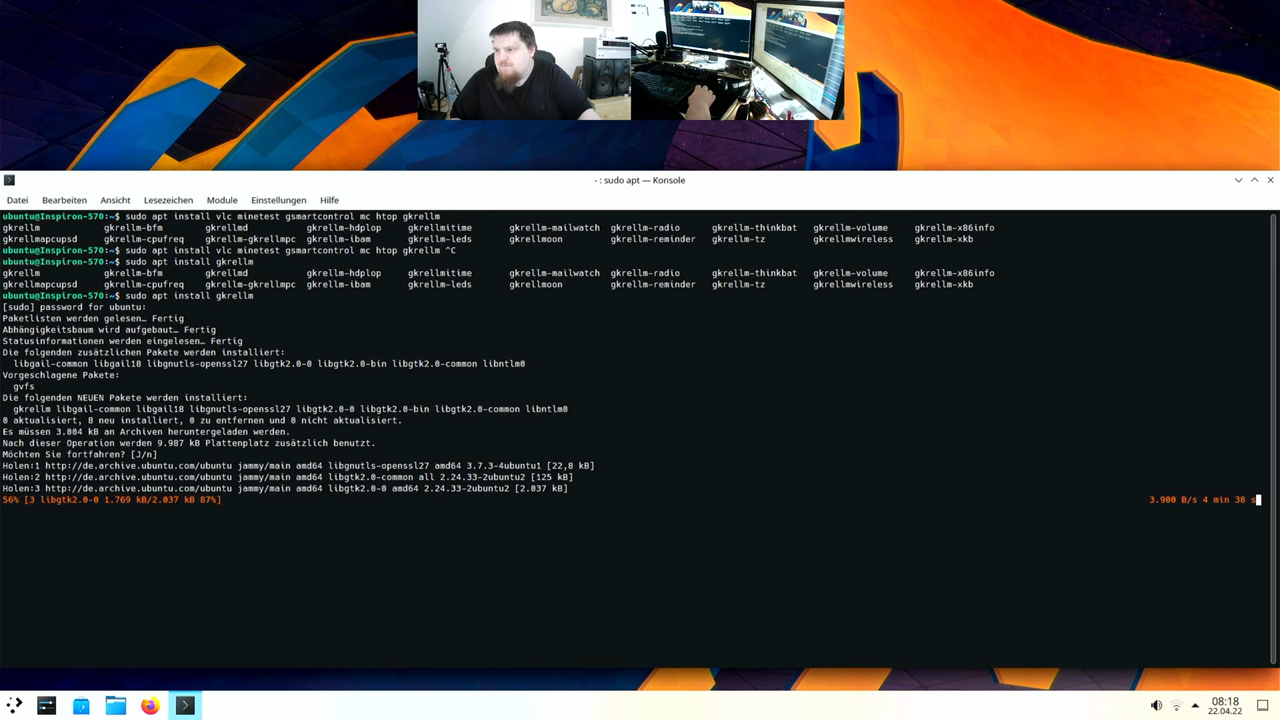 - : sudo apt — Konsole
Datei Bearbeiten Ansicht Lesezeichen Module Einstellungen Hilfe
ubuntu@Inspiron-570:~$ sudo apt install vlc minetest gsmartcontrol mc htop gkrellm
gkrellm gkrellm-bfm gkrellmd gkrellm-hdplop gkrellmitime gkrellm-mailwatch gkrellm-radio gkrellm-thinkbat gkrellm-volume gkrellm-x86info
gkrellmapcupsd gkrellm-cpufreq gkrellm-gkrellmpc gkrellm-ibam gkrellm-leds gkrellmoon gkrellm-reminder gkrellm-tz gkrellmwireless gkrellm-xkb
ubuntu@Inspiron-570:~$ sudo apt install vlc minetest gsmartcontrol mc htop gkrellm ^C
ubuntu@Inspiron-570:~$ sudo apt install gkrellm
gkrellm gkrellm-bfm gkrellmd gkrellm-hdplop gkrellmitime gkrellm-mailwatch gkrellm-radio gkrellm-thinkbat gkrellm-volume gkrellm-x86info
gkrellmapcupsd gkrellm-cpufreq gkrellm-gkrellmpc gkrellm-ibam gkrellm-leds gkrellmoon gkrellm-reminder gkrellm-tz gkrellmwireless gkrellm-xkb
ubuntu@Inspiron-570:~$ sudo apt install gkrellm
[sudo] password for ubuntu:
Paketlisten werden gelesen… Fertig
Abhängigkeitsbaum wird aufgebaut… Fertig
Statusinformationen werden eingelesen… Fertig
Die folgenden zusätzlichen Pakete werden installiert:
libgail-common libgail18 libgnutls-openssl27 libgtk2.0-0 libgtk2.0-bin libgtk2.0-common libntlm0
Vorgeschlagene Pakete:
gvfs
Die folgenden NEUEN Pakete werden installiert:
gkrellm libgail-common libgail18 libgnutls-openssl27 libgtk2.0-0 libgtk2.0-bin libgtk2.0-common libntlm0
0 aktualisiert, 8 neu installiert, 0 zu entfernen und 0 nicht aktualisiert.
Es müssen 3.004 kB an Archiven heruntergeladen werden.
Nach dieser Operation werden 9.987 kB Plattenplatz zusätzlich benutzt.
Möchten Sie fortfahren? [J/n]
Holen:1 http://de.archive.ubuntu.com/ubuntu jammy/main amd64 libgnutls-openssl27 amd64 3.7.3-4ubuntu1 [22,8 kB]
Holen:2 http://de.archive.ubuntu.com/ubuntu jammy/main amd64 libgtk2.0-common all 2.24.33-2ubuntu2 [125 kB]
Holen:3 http://de.archive.ubuntu.com/ubuntu jammy/main amd64 libgtk2.0-0 amd64 2.24.33-2ubuntu2 [2.037 kB]
56% [3 libgtk2.0-0 1.769 kB/2.037 kB 87%] 3.900 B/s 4 min 38 s
08:18
22.04.22